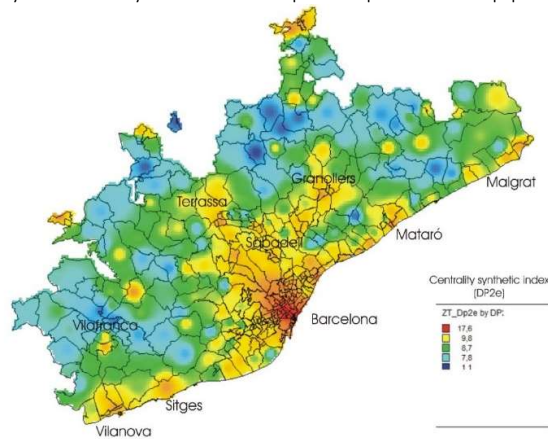 Granollers
Malgrat
Terrassa
Sabadell
Mataró
Centrality synthetic index
(DP2e)
ZT_Dp2e by DP:
17,6
9,8
8,7
7,8
1 1
Barcelona
Vilafranca
Sitges
Vilanova